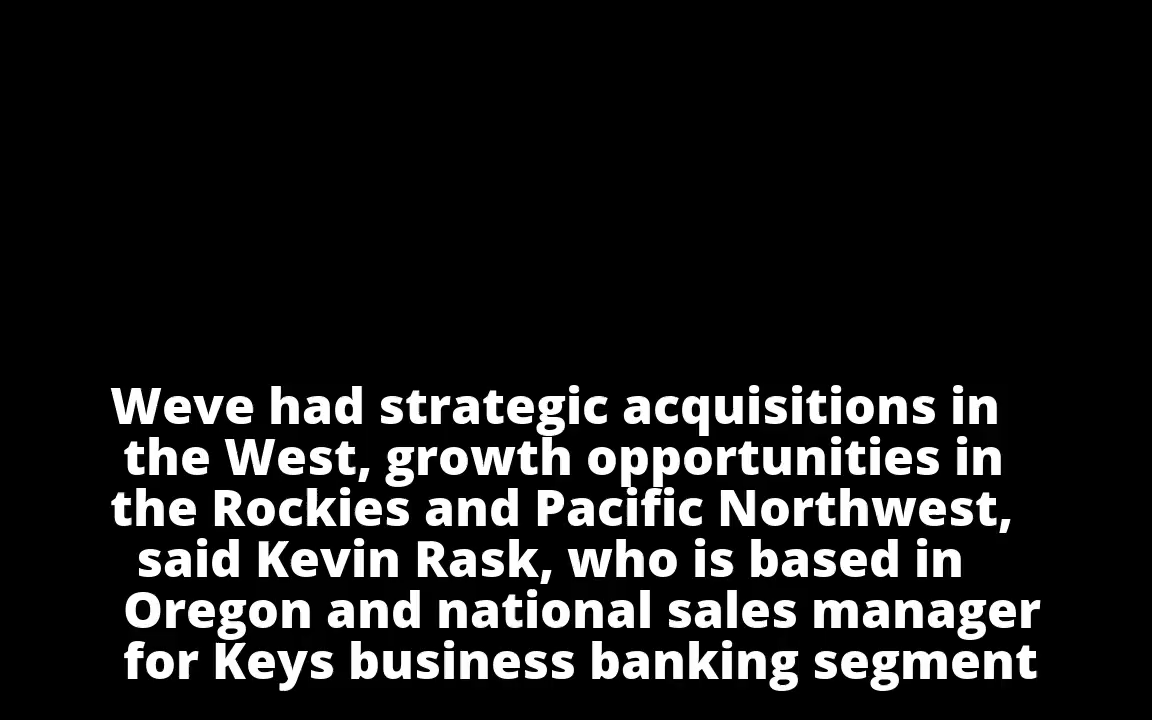 Weve had strategic acquisitions in
the West, growth opportunities in
the Rockies and Pacific Northwest,
said Kevin Rask, who is based in
Oregon and national sales manager
for Keys business banking segment